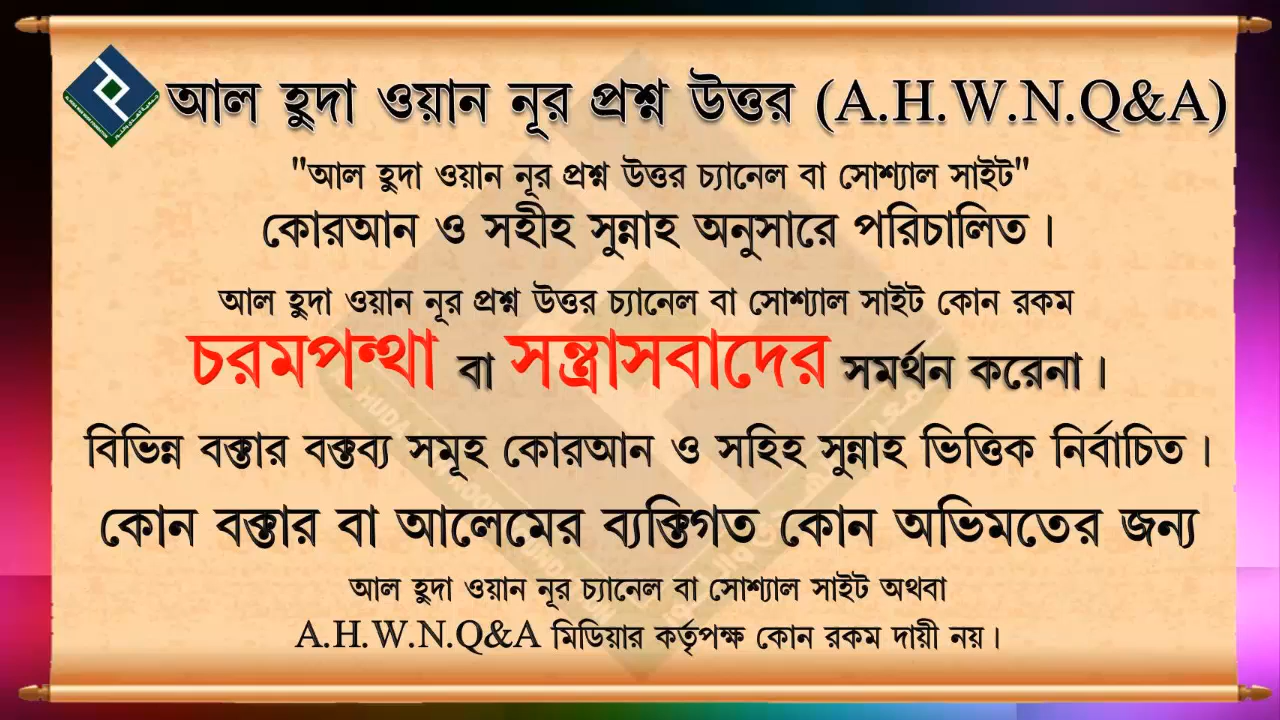 আল হুদা ওয়ান নূর প্রশ্ন উত্তর (A.H.W.N.Q&A)
"আল হুদা ওয়ান নূর প্রশ্ন উত্তর চ্যানেল বা সোশ্যাল সাইট"
কোরআন ও সহীহ সুন্নাহ অনুসারে পরিচালিত।
আল হুদা ওয়ান নূর প্রশ্ন উত্তর চ্যানেল বা সোশ্যাল সাইট কোন রকম
চরমপন্থা বা সন্ত্রাসবাদের সমর্থন করেনা।
বিভিন্ন বক্তার বক্তব্য সমূহ কোরআন ও সহিহ সুন্নাহ ভিত্তিক নির্বাচিত।
কোন বক্তার বা আলেমের ব্যক্তিগত কোন অভিমতের জন্য
আল হুদা ওয়ান নূর চ্যানেল বা সোশ্যাল সাইট অথবা
A.H.W.N.Q&A মিডিয়ার কর্তৃপক্ষ কোন রকম দায়ী নয়।